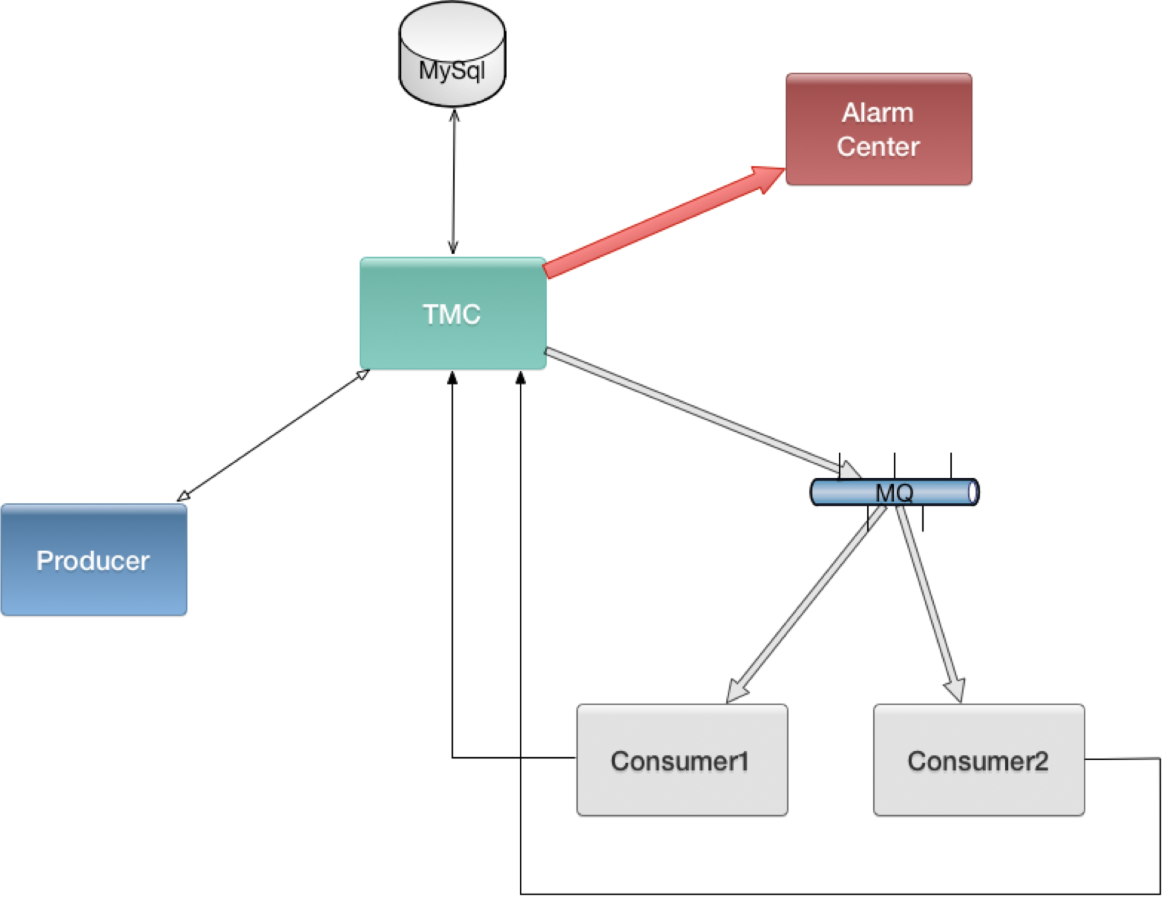 MySql
Alarm
Center
TMC
MQ
Producer
Consumer1
Consumer2